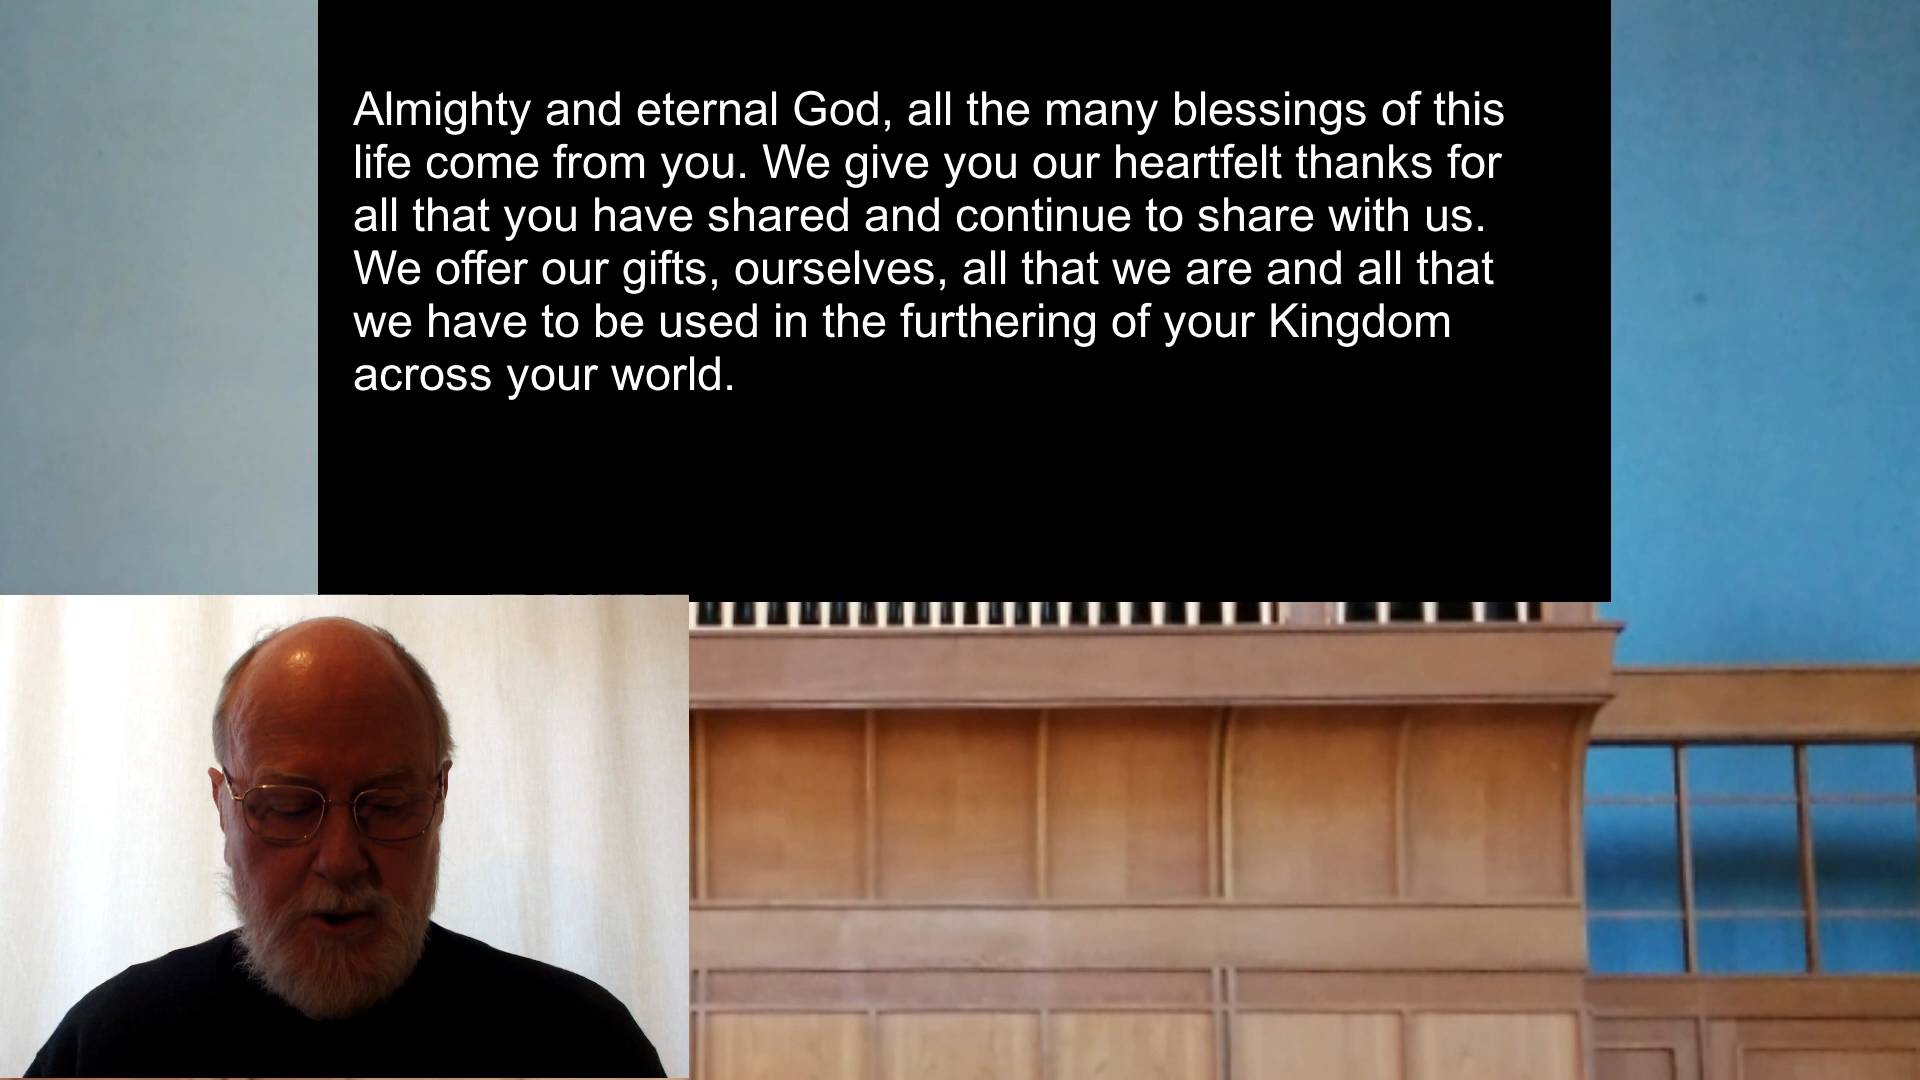 Almighty and eternal God, all the many blessings of this
life come from you. We give you our heartfelt thanks for
all that you have shared and continue to share with us.
We offer our gifts, ourselves, all that we are and all that
we have to be used in the furthering of your Kingdom
across your world.